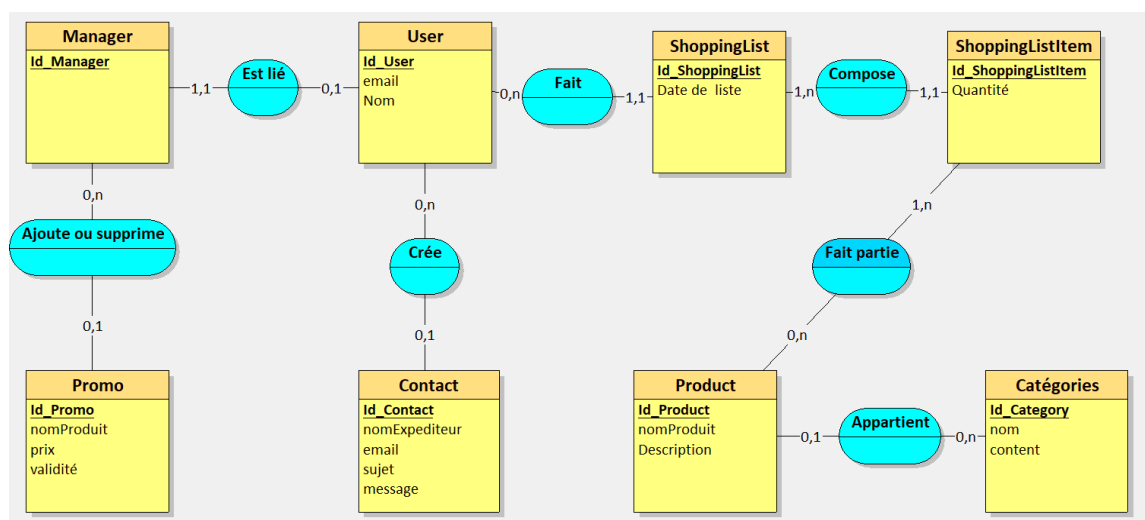 Manager
Id_Manager
1,1
Est lié
0,1
User
Id_User
email
Nom
0,n
Fait
1,1
ShoppingList
Id_ShoppingList
Date de liste
1,n
Compose
1,1
ShoppingListItem
Id_ShoppingListItem
Quantité
0,n
Ajoute ou supprime
0,1
0,n
Crée
0,1
1,n
Fait partie
0,n
Promo
Id_Promo
nomProduit
prix
validité
Contact
Id_Contact
nomExpediteur
email
sujet
message
Product
Id_Product
nomProduit
Description
0,1
Appartient
0,n
Catégories
Id_Category
nom
content